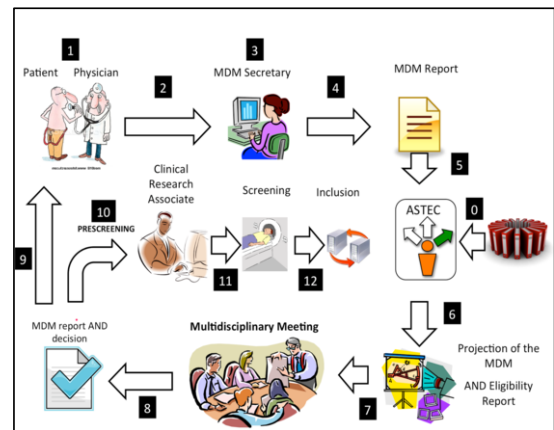 1
3
Patient Physician
2
MDM Secretary
4
MDM Report
5
Clinical
Research
Associate
Screening
Inclusion
10
PRESCREENING
ASTEC
0
9
11
12
6
MDM report AND
decision
Multidisciplinary Meeting
Projection of the
MDM
AND Eligibility
Report
8
7